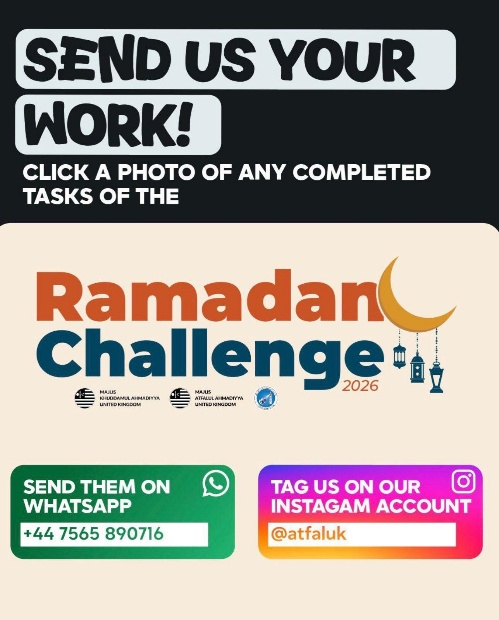 SEND US YOUR
WORK!
CLICK A PHOTO OF ANY COMPLETED
TASKS OF THE
Ramadan
Challenge
2026
MAJLIS
KHUDDAMUL AHMADIYYA
UNITED KINGDOM
MAJLIS
ATFALUL AHMADIYYA
UNITED KINGDOM
SEND THEM ON
WHATSAPP
+44 7565 890716
TAG US ON OUR
INSTAGAM ACCOUNT
@atfaluk